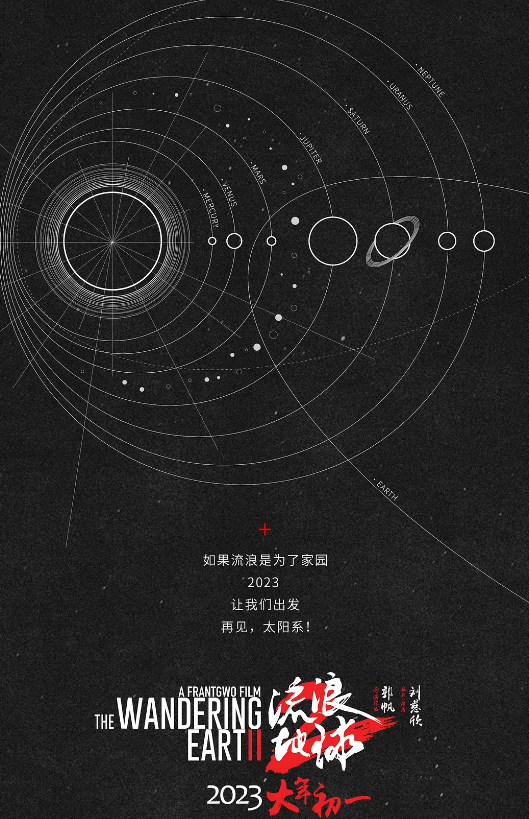 NEPTUNE
URANUS
SATURN
JUPITER
MARS
VENUS
MERCURY
EARTH
如果流浪是为了家园
2023
让我们出发
再见，太阳系！
A FRANTGWO FILM
THE WANDERING
EARTH II
流浪
地球
郭帆
刘慈欣
2023 大年初一